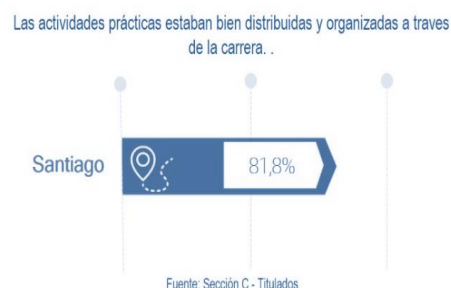 Las actividades prácticas estaban bien distribuidas y organizadas a traves
de la carrera. .
Santiago
81,8%
Fuente: Sección C - Titulados